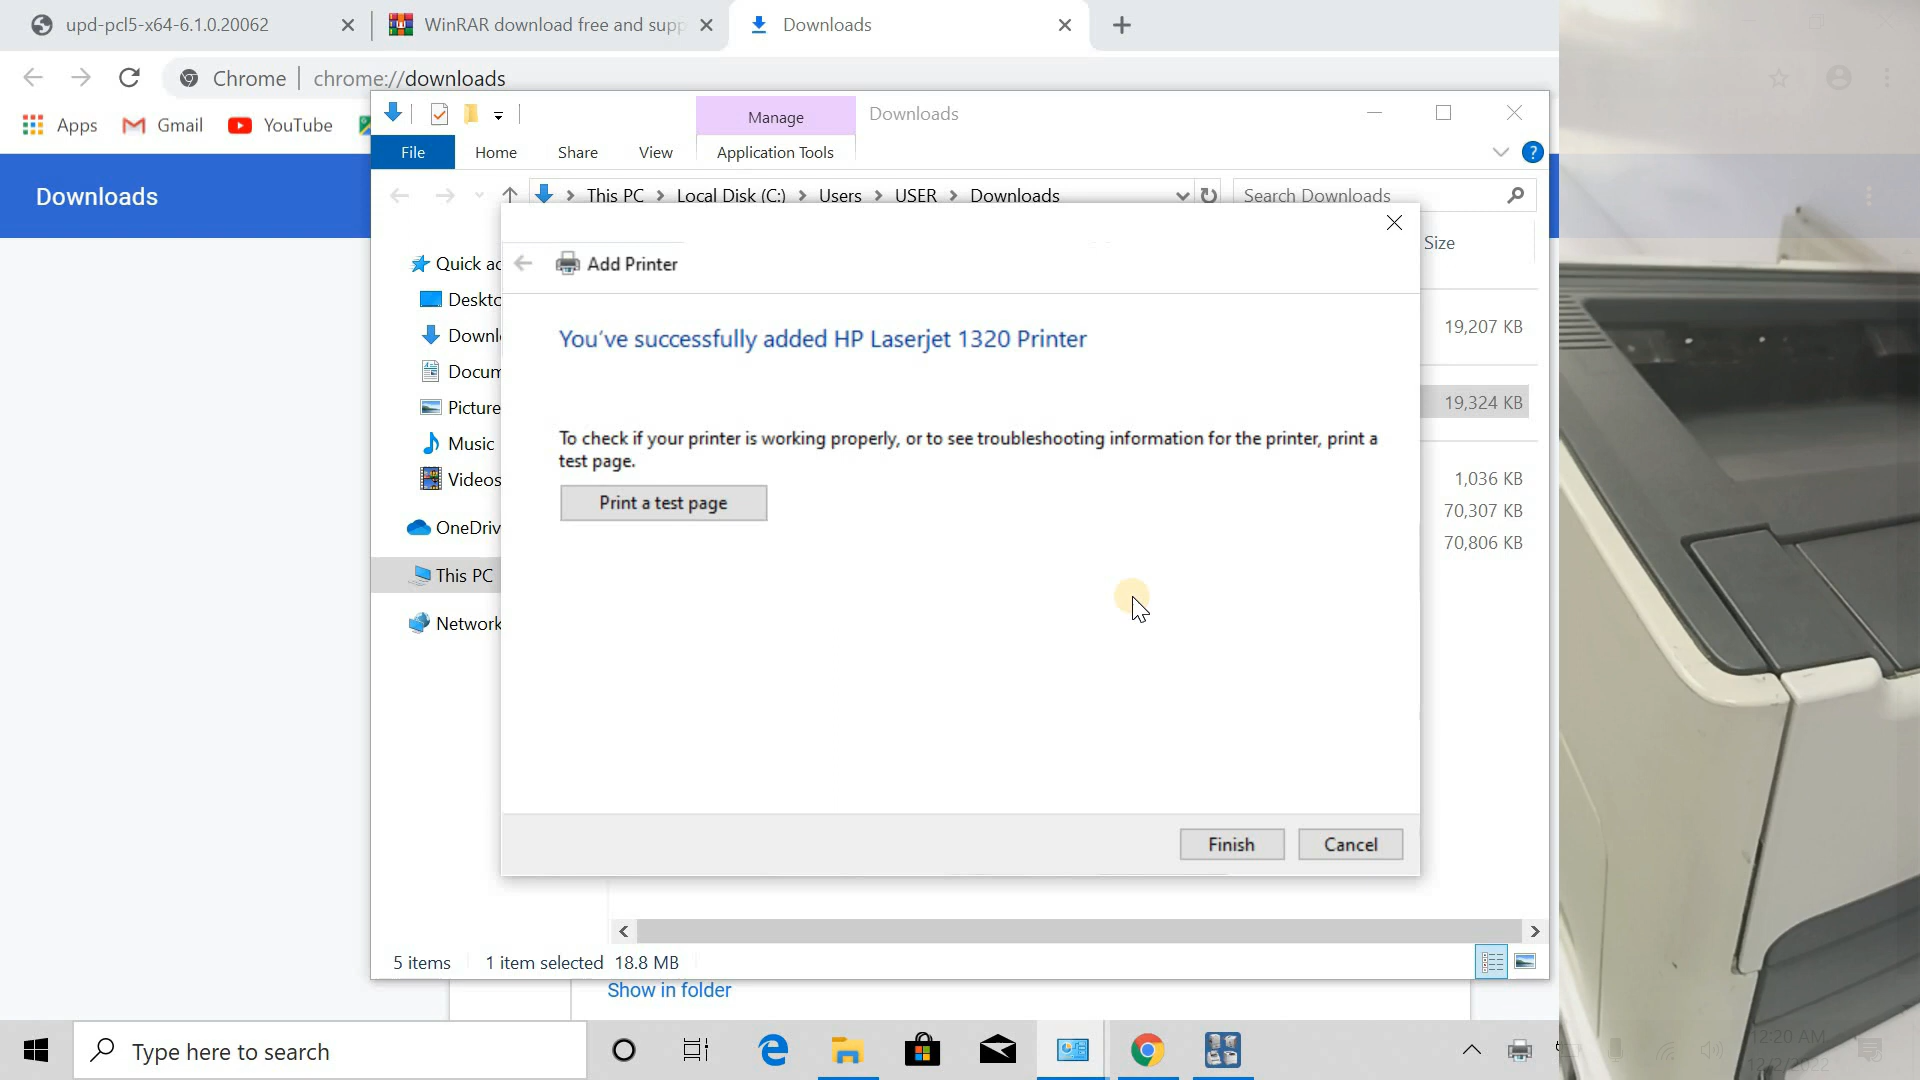 upd-pcl5-x64-6.1.0.20062
WinRAR download free and supp
Downloads
Chrome
chrome://downloads
Apps
Gmail
YouTube
Manage
Downloads
File
Home
Share
View
Application Tools
This PC
Local Disk (C:)
Users
USER
Downloads
Search Downloads
Downloads
Size
Quick ac
Add Printer
Deskto
Downl
You've successfully added HP Laserjet 1320 Printer
19,207 KB
Docum
Picture
19,324 KB
Music
To check if your printer is working properly, or to see troubleshooting information for the printer, print a
test page.
Videos
1,036 KB
Print a test page
70,307 KB
OneDriv
70,806 KB
This PC
Network
Finish
Cancel
5 items
1 item selected
18.8 MB
Show in folder
Type here to search
12:20 AM
12/2/2022